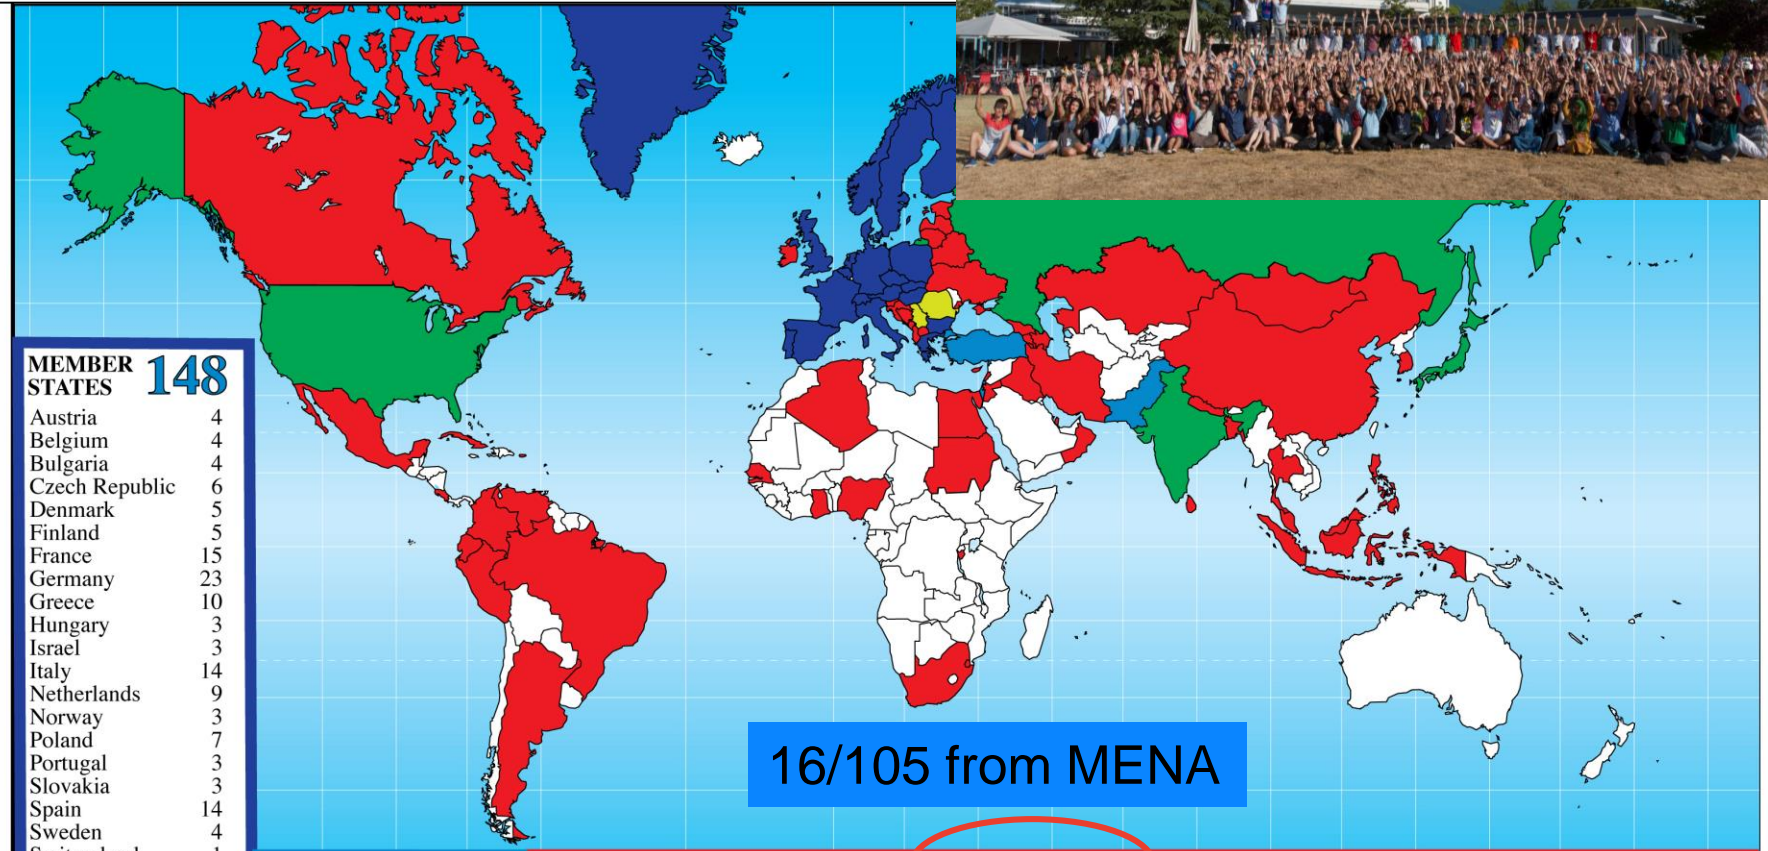 MEMBER
STATES 148
Austria 4
Belgium 4
Bulgaria 4
Czech Republic 6
Denmark 5
Finland 5
France 15
Germany 23
Greece 10
Hungary 3
Israel 3
Italy 14
Netherlands 9
Norway 3
Poland 7
Portugal 3
Slovakia 3
Spain 14
Sweden 4
16/105 from MENA